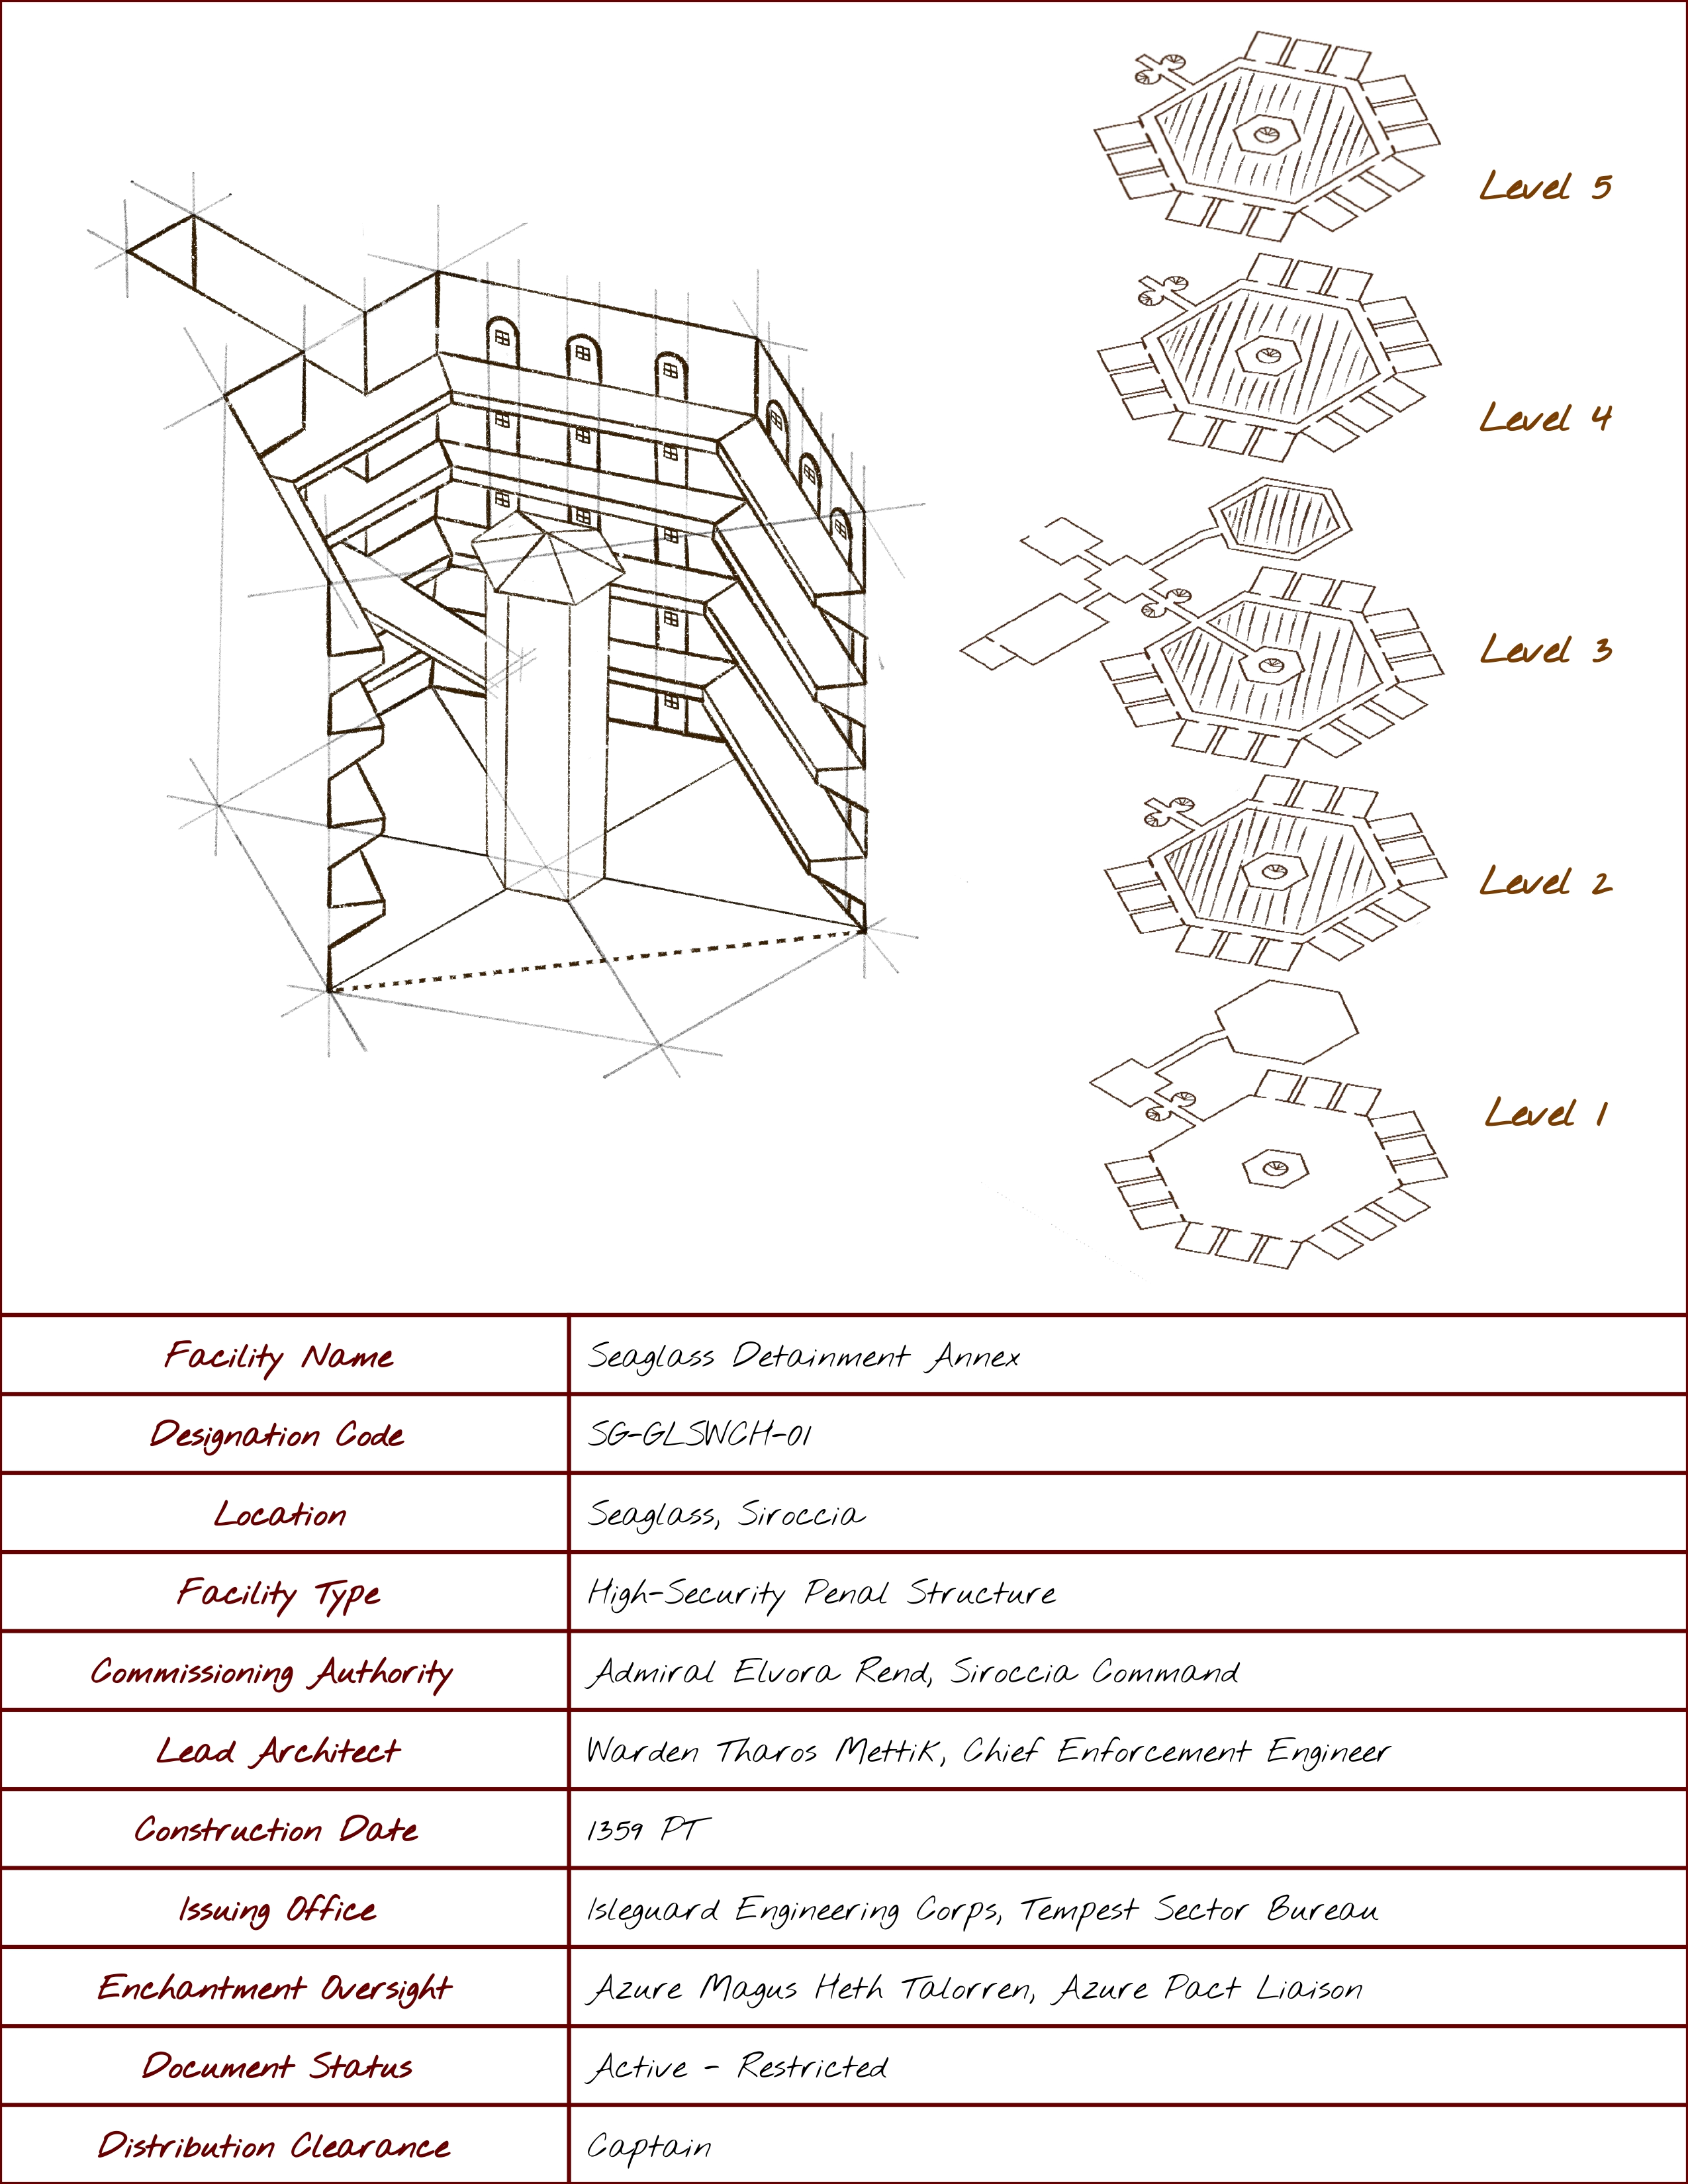 Level 5
Level 4
Level 3
Level 2
Level 1
Facility Name
Seaglass Detainment Annex
Designation Code
SG-GLSWCH-01
Location
Seaglass, Siroccia
Facility Type
High-Security Penal Structure
Commissioning Authority
Admiral Elvora Rend, Siroccia Command
Lead Architect
Warden Tharos Mettik, Chief Enforcement Engineer
Construction Date
1359 PT
Issuing Office
Isleguard Engineering Corps, Tempest Sector Bureau
Enchantment Oversight
Azure Magus Heth Talorren, Azure Pact Liaison
Document Status
Active - Restricted
Distribution Clearance
Captain